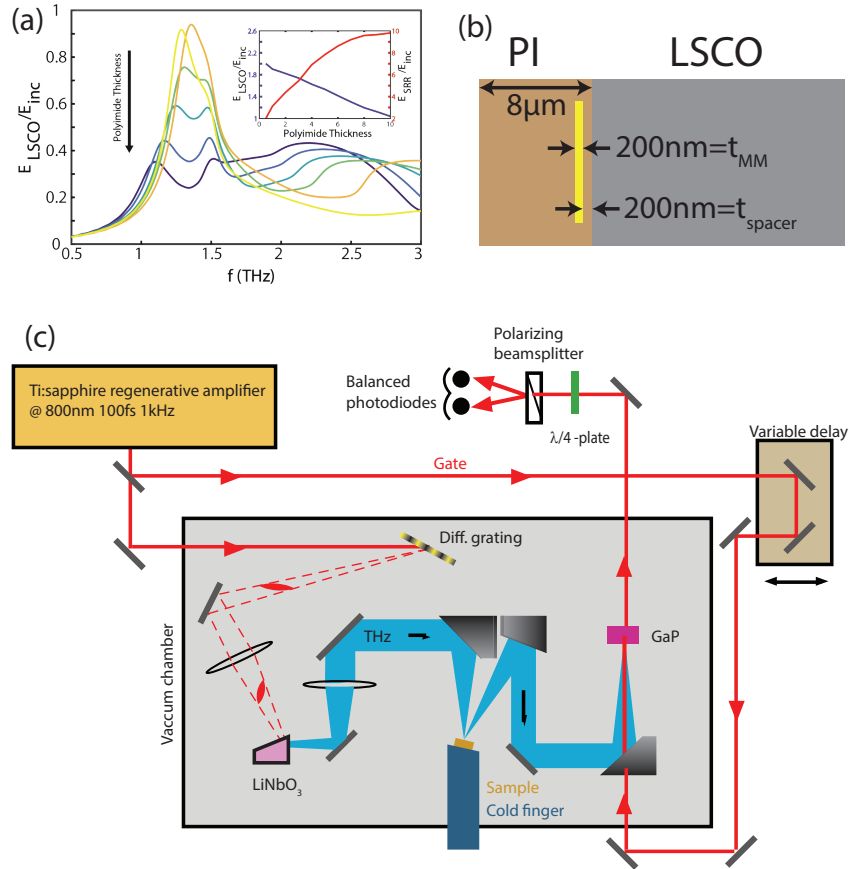 (a)
1
0.8
0.6
0.4
0.2
0
E_LSCO/E_inc
Polyimide Thickness
0.5
1
1.5
2
2.5
3
f (THz)
2.6
2.2
1.8
1.4
1
E_LSCO/E_inc
10
8
6
4
2
E_SRR/E_inc
0
2
4
6
8
10
Polyimide Thickness
(b)
PI
LSCO
8μm
200nm=t_MM
200nm=t_spacer
(c)
Ti:sapphire regenerative amplifier
@ 800nm 100fs 1kHz
Balanced
photodiodes
Polarizing
beamsplitter
λ/4 -plate
Variable delay
Gate
Diff. grating
Vaccum chamber
THz
GaP
LiNbO₃
Sample
Cold finger